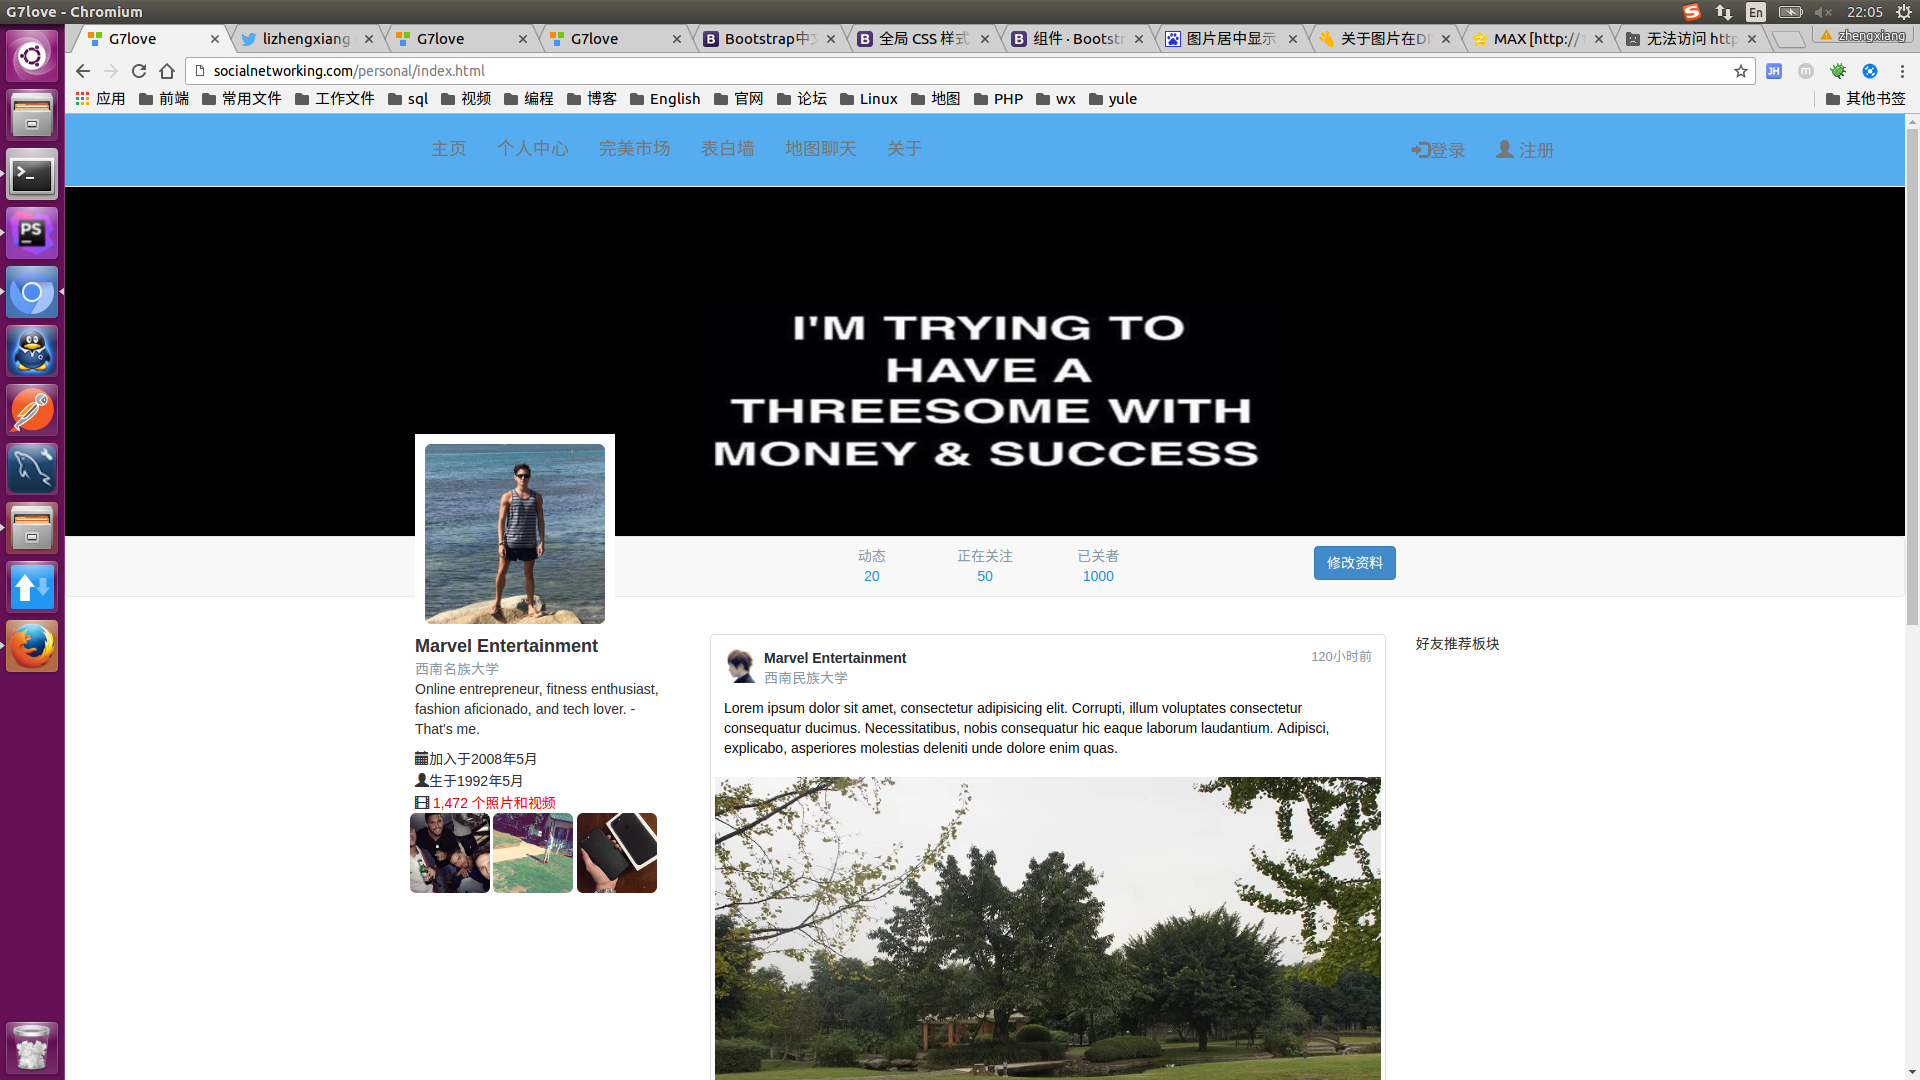 G7love - Chromium
En
22:05
G7love
lizhengxiang
G7love
G7love
Bootstrap中文
全局 CSS 样式
组件 · Bootstr
图片居中显示
关于图片在DI
MAX [http://
无法访问 http
zhengxiang
socialnetworking.com/personal/index.html
JH
m
应用
前端
常用文件
工作文件
sql
视频
编程
博客
English
官网
论坛
Linux
地图
PHP
wx
yule
其他书签
主页
个人中心
完美市场
表白墙
地图聊天
关于
登录
注册
PS
I'M TRYING TO
HAVE A
THREESOME WITH
MONEY & SUCCESS
动态
正在关注
已关者
修改资料
20
50
1000
Marvel Entertainment
西南名族大学
Online entrepreneur, fitness enthusiast,
fashion aficionado, and tech lover. -
That's me.
加入于2008年5月
生于1992年5月
1,472 个照片和视频
Marvel Entertainment
西南民族大学
120小时前
Lorem ipsum dolor sit amet, consectetur adipisicing elit. Corrupti, illum voluptates consectetur
consequatur ducimus. Necessitatibus, nobis consequatur hic eaque laborum laudantium. Adipisci,
explicabo, asperiores molestias deleniti unde dolore enim quas.
好友推荐板块